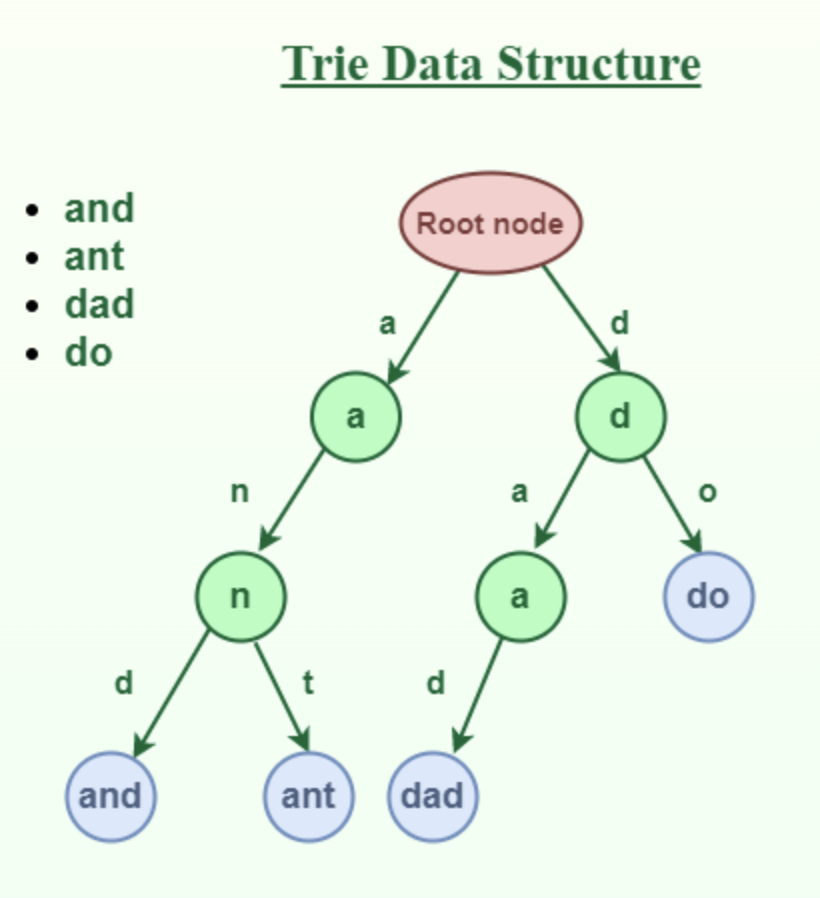 Trie Data Structure
and
ant
dad
do
Root node
a
d
a
d
n
a
o
n
a
do
d
t
d
and
ant
dad